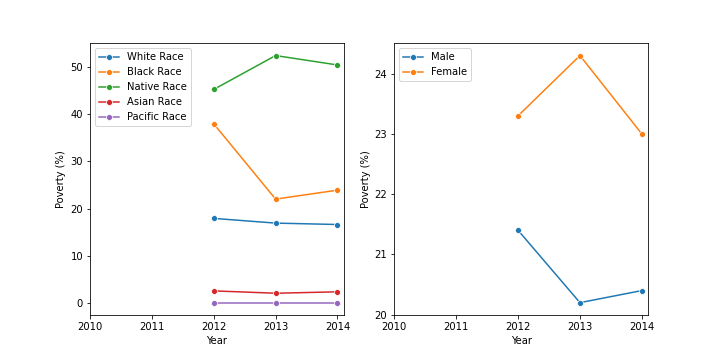 White Race
Black Race
Native Race
Asian Race
Pacific Race
Poverty (%)
50
40
30
20
10
0
2010 2011 2012 2013 2014
Year
Male
Female
Poverty (%)
24
23
22
21
20
2010 2011 2012 2013 2014
Year